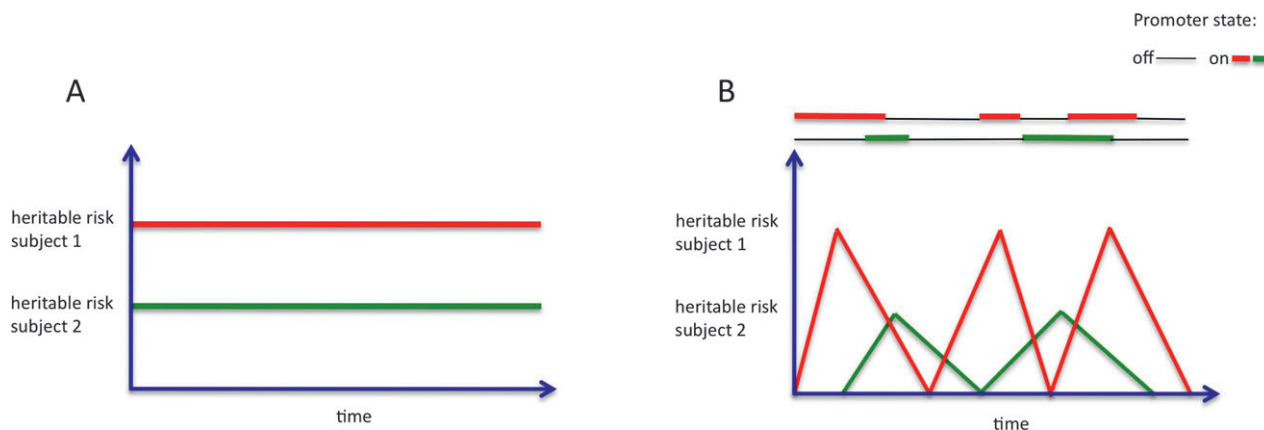 Promoter state:
off on
A
B
heritable risk
subject 1
heritable risk
subject 2
time
heritable risk
subject 1
heritable risk
subject 2
time